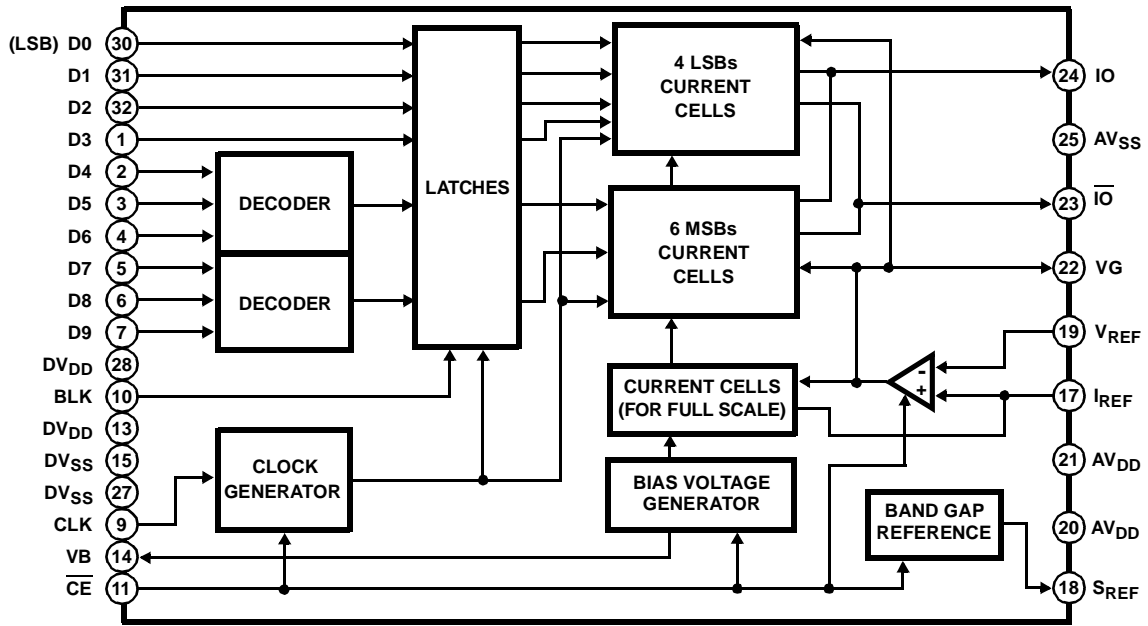 (LSB) D0 30
D1 31
D2 32
D3 1
D4 2
D5 3
D6 4
D7 5
D8 6
D9 7
DVDD 28
BLK 10
DVDD 13
DVSS 15
DVSS 27
CLK 9
VB 14
CE 11
DECODER
DECODER
CLOCK
GENERATOR
LATCHES
4 LSBs
CURRENT
CELLS
6 MSBs
CURRENT
CELLS
CURRENT CELLS
(FOR FULL SCALE)
BIAS VOLTAGE
GENERATOR
-
+
BAND GAP
REFERENCE
24 IO
25 AVSS
23 IO
22 VG
19 VREF
17 IREF
21 AVDD
20 AVDD
18 SREF